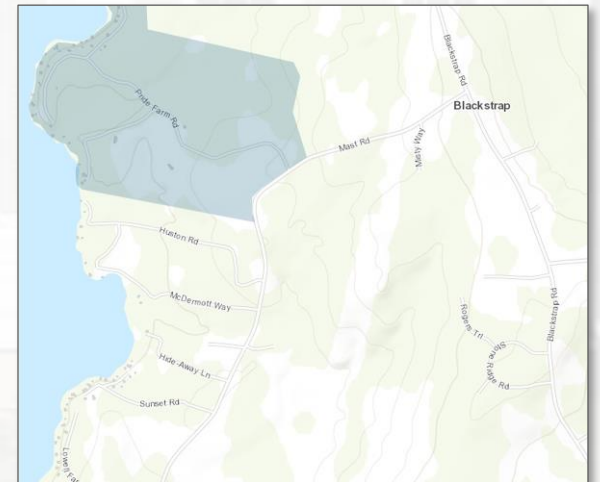 Blackstrap Rd
Pride Farm Rd
Blackstrap
Mast Rd
Misty Way
Huston Rd
McDermott Way
Blackstrap Rd
Rogers Trl
Stone Ridge Rd
Hide-Away Ln
Sunset Rd